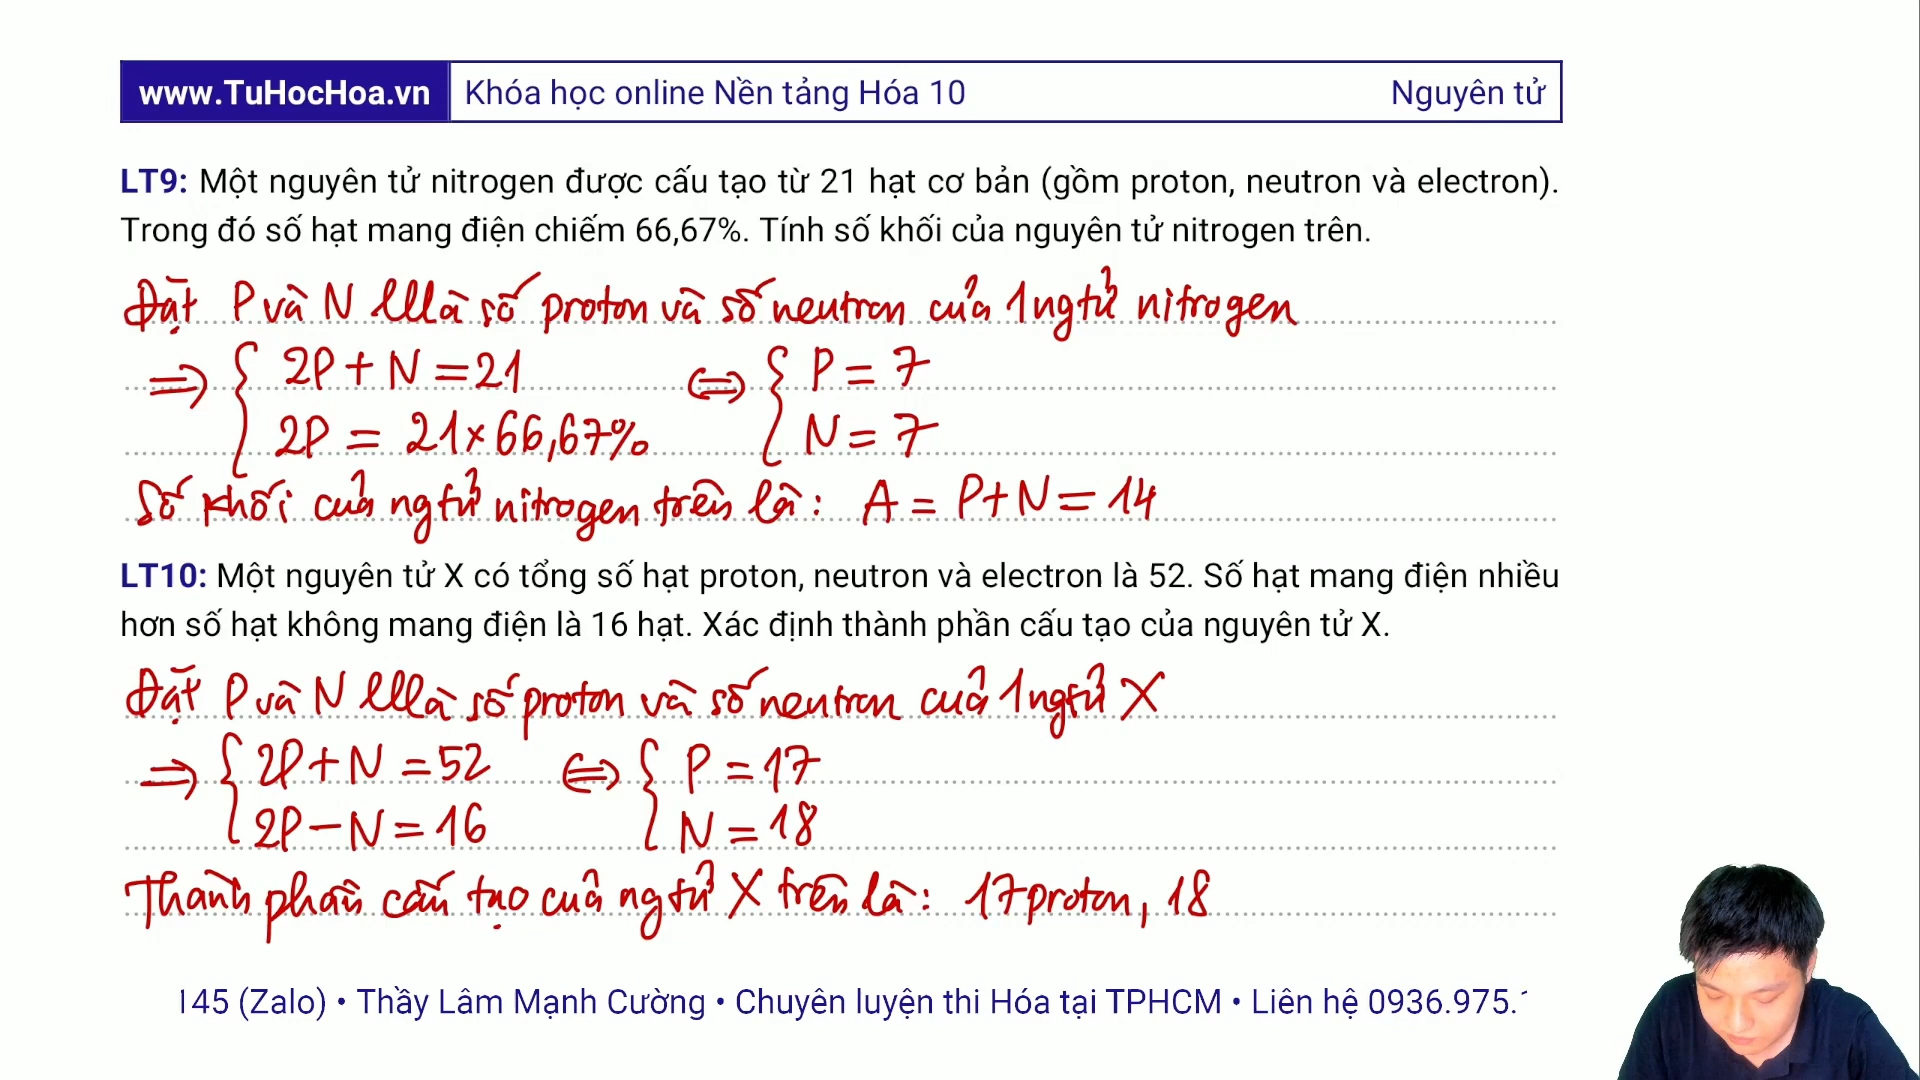 www.TuHocHoa.vn Khóa học online Nền tảng Hóa 10 Nguyên tử
LT9: Một nguyên tử nitrogen được cấu tạo từ 21 hạt cơ bản (gồm proton, neutron và electron).
Trong đó số hạt mang điện chiếm 66,67%. Tính số khối của nguyên tử nitrogen trên.
Đặt P và N lllà số proton và số neutron của 1 ngtử nitrogen
⇒ { 2P + N = 21 ⇔ { P = 7
2P = 21 × 66,67% N = 7
Số khối của ngtử nitrogen trên là: A = P + N = 14
LT10: Một nguyên tử X có tổng số hạt proton, neutron và electron là 52. Số hạt mang điện nhiều
hơn số hạt không mang điện là 16 hạt. Xác định thành phần cấu tạo của nguyên tử X.
Đặt P và N lllà số proton và số neutron của 1 ngtử X
⇒ { 2P + N = 52 ⇔ { P = 17
2P − N = 16 N = 18
Thành phần cấu tạo của ngtử X trên là: 17 proton, 18
145 (Zalo) • Thầy Lâm Mạnh Cường • Chuyên luyện thi Hóa tại TPHCM • Liên hệ 0936.975.